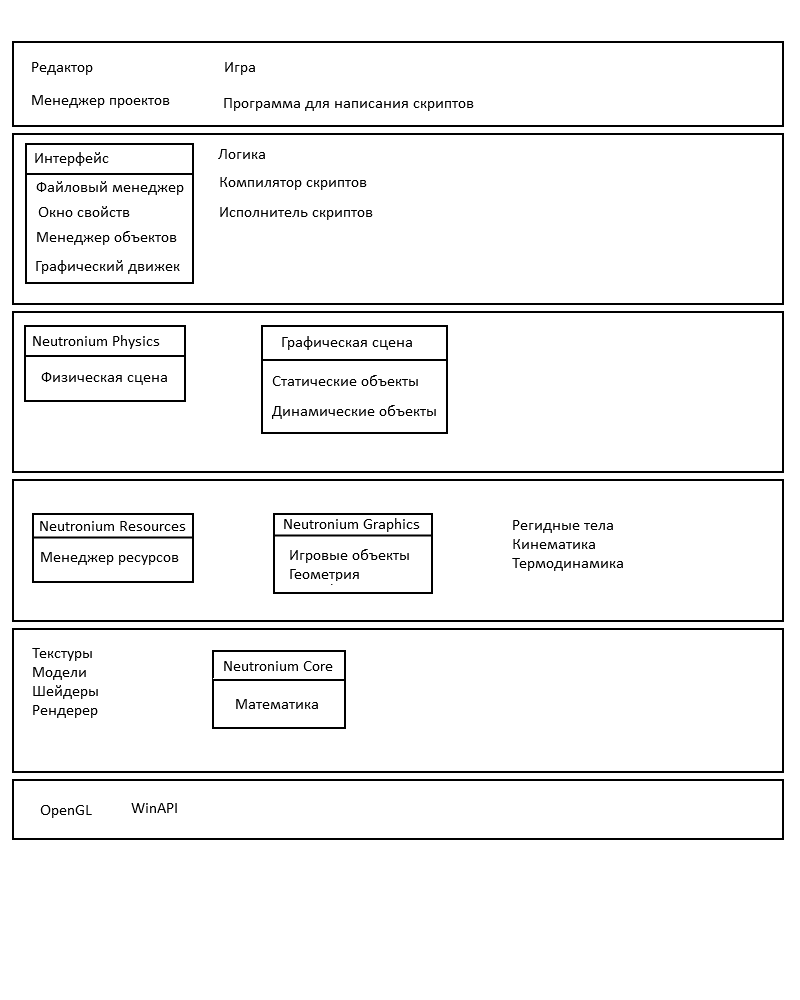 Редактор
Игра
Менеджер проектов
Программа для написания скриптов
Интерфейс
Файловый менеджер
Окно свойств
Менеджер объектов
Графический движек
Логика
Компилятор скриптов
Исполнитель скриптов
Neutronium Physics
Физическая сцена
Графическая сцена
Статические объекты
Динамические объекты
Neutronium Resources
Менеджер ресурсов
Neutronium Graphics
Игровые объекты
Геометрия
Регидные тела
Кинематика
Термодинамика
Текстуры
Модели
Шейдеры
Рендерер
Neutronium Core
Математика
OpenGL
WinAPI